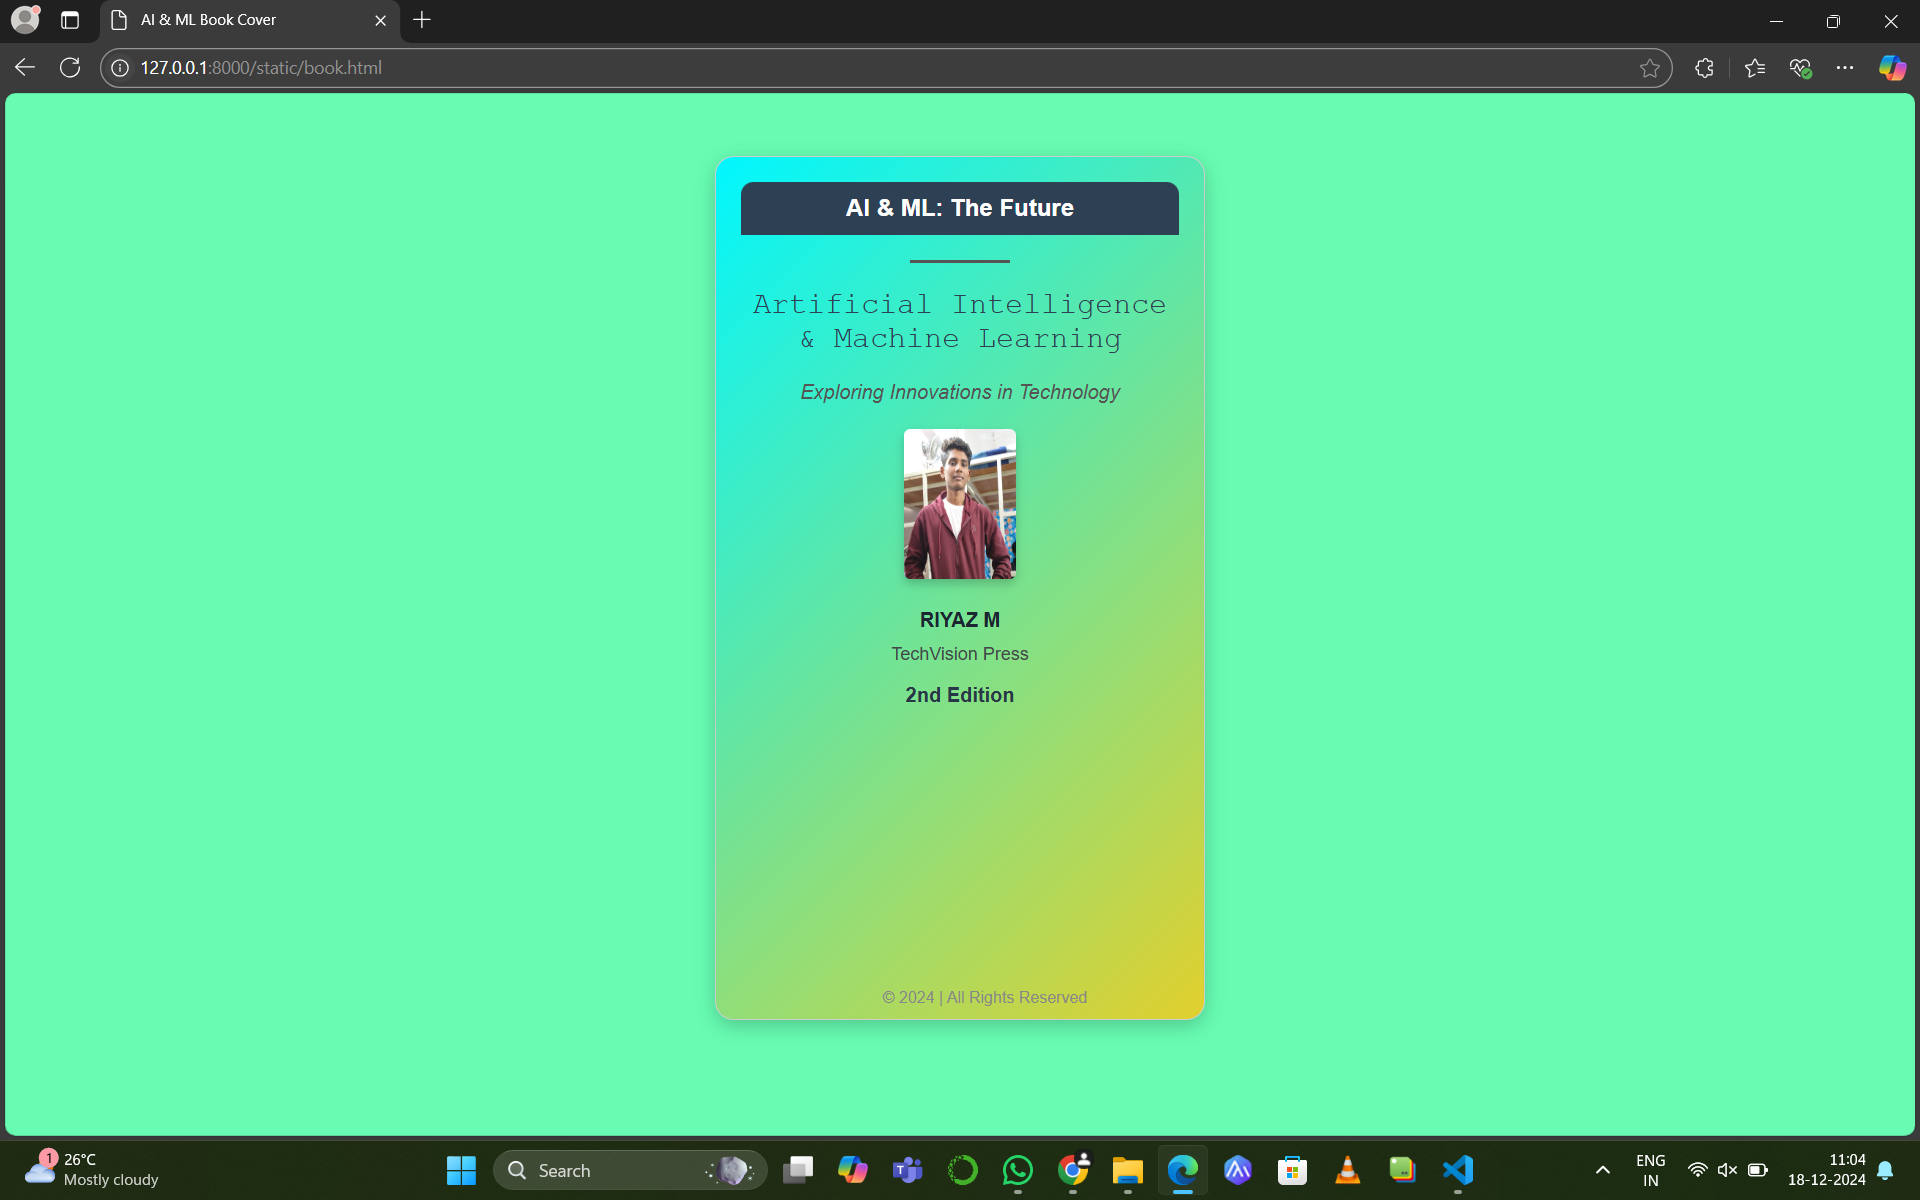 AI & ML Book Cover
127.0.0.1:8000/static/book.html
AI & ML: The Future
Artificial Intelligence
& Machine Learning
Exploring Innovations in Technology
RIYAZ M
TechVision Press
2nd Edition
© 2024 | All Rights Reserved
1
26°C
Mostly cloudy
Search
ENG
IN
11:04
18-12-2024